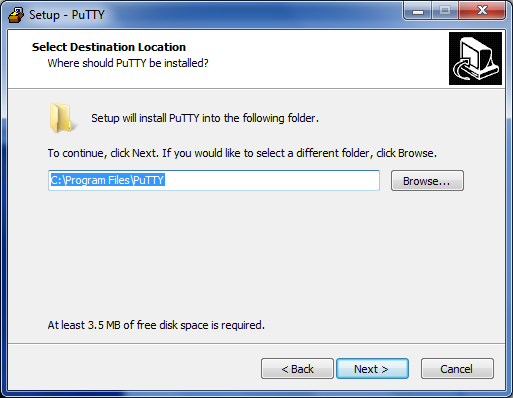 Setup - PuTTY
Select Destination Location
Where should PuTTY be installed?
Setup will install PuTTY into the following folder.
To continue, click Next. If you would like to select a different folder, click Browse.
C:\Program Files\PuTTY
Browse...
At least 3.5 MB of free disk space is required.
< Back
Next >
Cancel